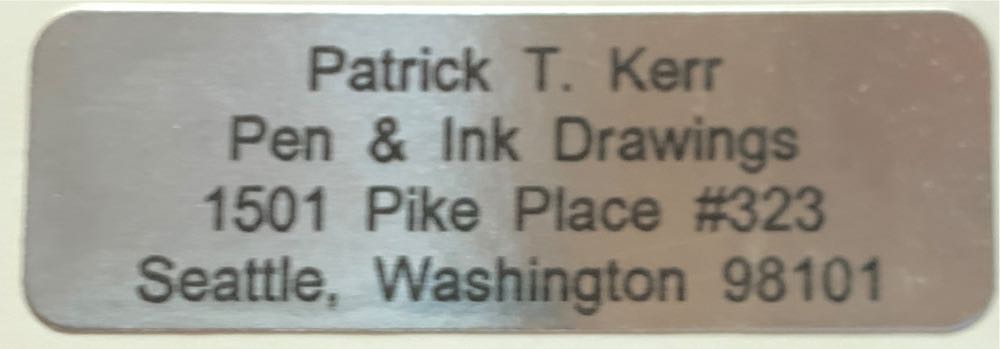 Patrick T. Kerr
Pen & Ink Drawings
1501 Pike Place #323
Seattle, Washington 98101